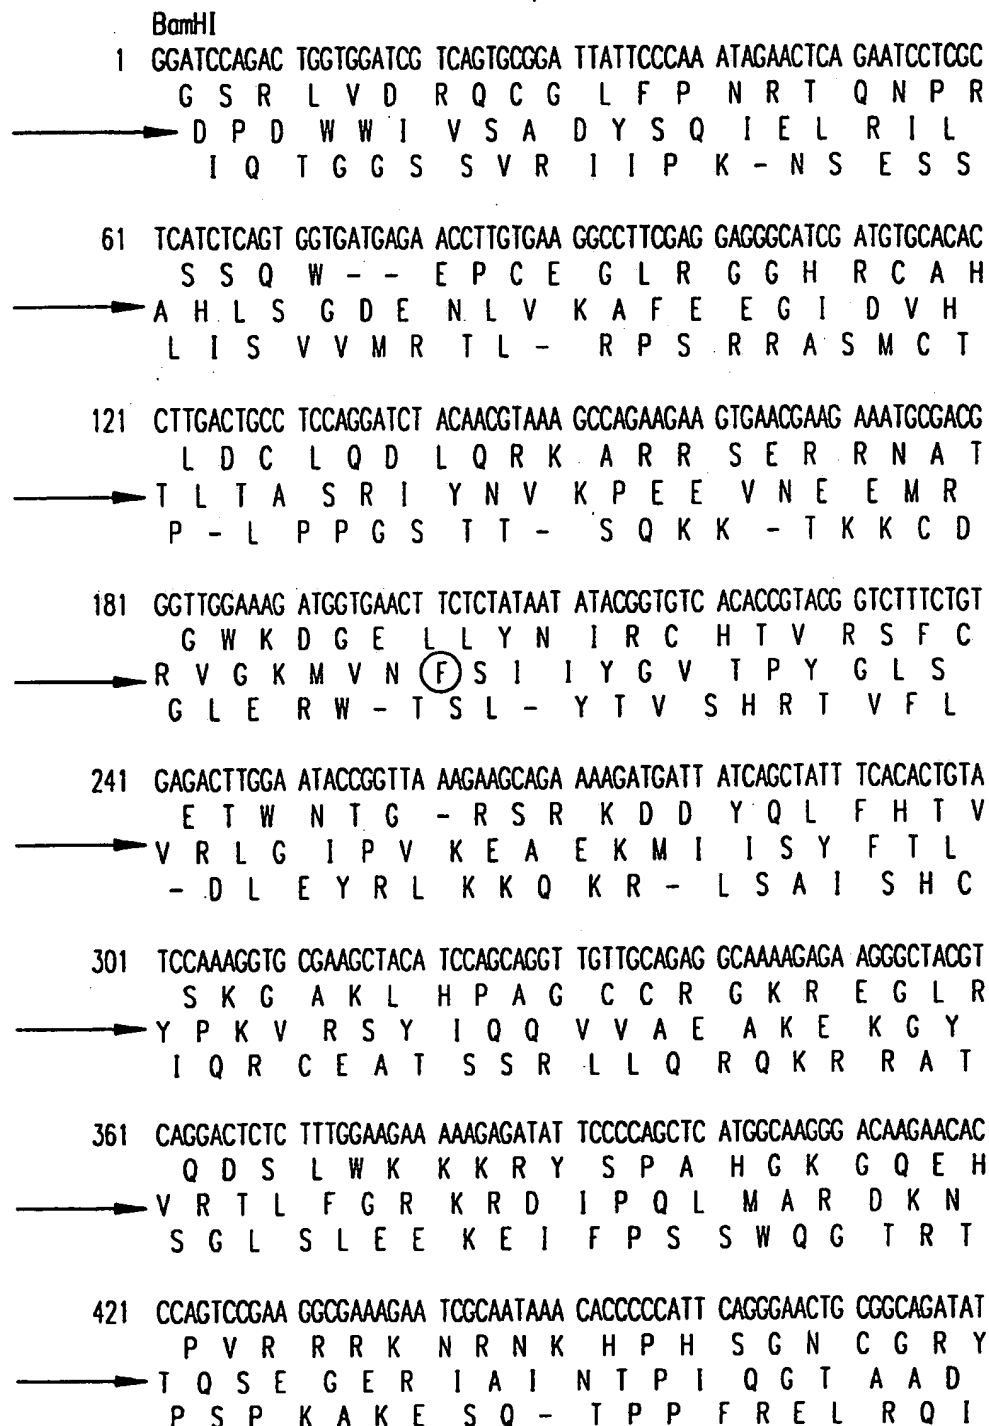 BamHI
1 GGATCCAGAC TGGTGGATCG TCAGTGCGGA TTATTCCCAA ATAGAACTCA GAATCCTCGC
G S R L V D R Q C G L F P N R T Q N P R
D P D W W I V S A D Y S Q I E L R I L
I Q T G G S S V R I I P K - N S E S S
61 TCATCTCAGT GGTGATGAGA ACCTTGTGAA GGCCTTCGAG GAGGGCATCG ATGTGCACAC
S S Q W - - E P C E G L R G G H R C A H
A H L S G D E N L V K A F E E G I D V H
L I S V V M R T L - R P S R R A S M C T
121 CTTGACTGCC TCCAGGATCT ACAACGTAAA GCCAGAAGAA GTGAACGAAG AAATGCGACG
L D C L Q D L Q R K A R R S E R R N A T
T L T A S R I Y N V K P E E V N E E M R
P - L P P G S T T - S Q K K - T K K C D
181 GGTTGGAAAG ATGGTGAACT TCTCTATAAT ATACGGTGTC ACACCGTACG GTCTTTCTGT
G W K D G E L L Y N I R C H T V R S F C
R V G K M V N F S I I Y G V T P Y G L S
G L E R W - T S L - Y T V S H R T V F L
241 GAGACTTGGA ATACCGGTTA AAGAAGCAGA AAAGATGATT ATCAGCTATT TCACACTGTA
E T W N T G - R S R K D D Y Q L F H T V
V R L G I P V K E A E K M I I S Y F T L
- D L E Y R L K K Q K R - L S A I S H C
301 TCCAAAGGTG CGAAGCTACA TCCAGCAGGT TGTTGCAGAG GCAAAAGAGA AGGGCTACGT
S K G A K L H P A G C C R G K R E G L R
Y P K V R S Y I Q Q V V A E A K E K G Y
I Q R C E A T S S R L L Q R Q K R R A T
361 CAGGACTCTC TTTGGAAGAA AAAGAGATAT TCCCCAGCTC ATGGCAAGGG ACAAGAACAC
Q D S L W K K K R Y S P A H G K G Q E H
V R T L F G R K R D I P Q L M A R D K N
S G L S L E E K E I F P S S W Q G T R T
421 CCAGTCCGAA GGCGAAAGAA TCGCAATAAA CACCCCCATT CAGGGAACTG CGGCAGATAT
P V R R R K N R N K H P H S G N C G R Y
T Q S E G E R I A I N T P I Q G T A A D
P S P K A K E S Q - T P P F R E L R Q I